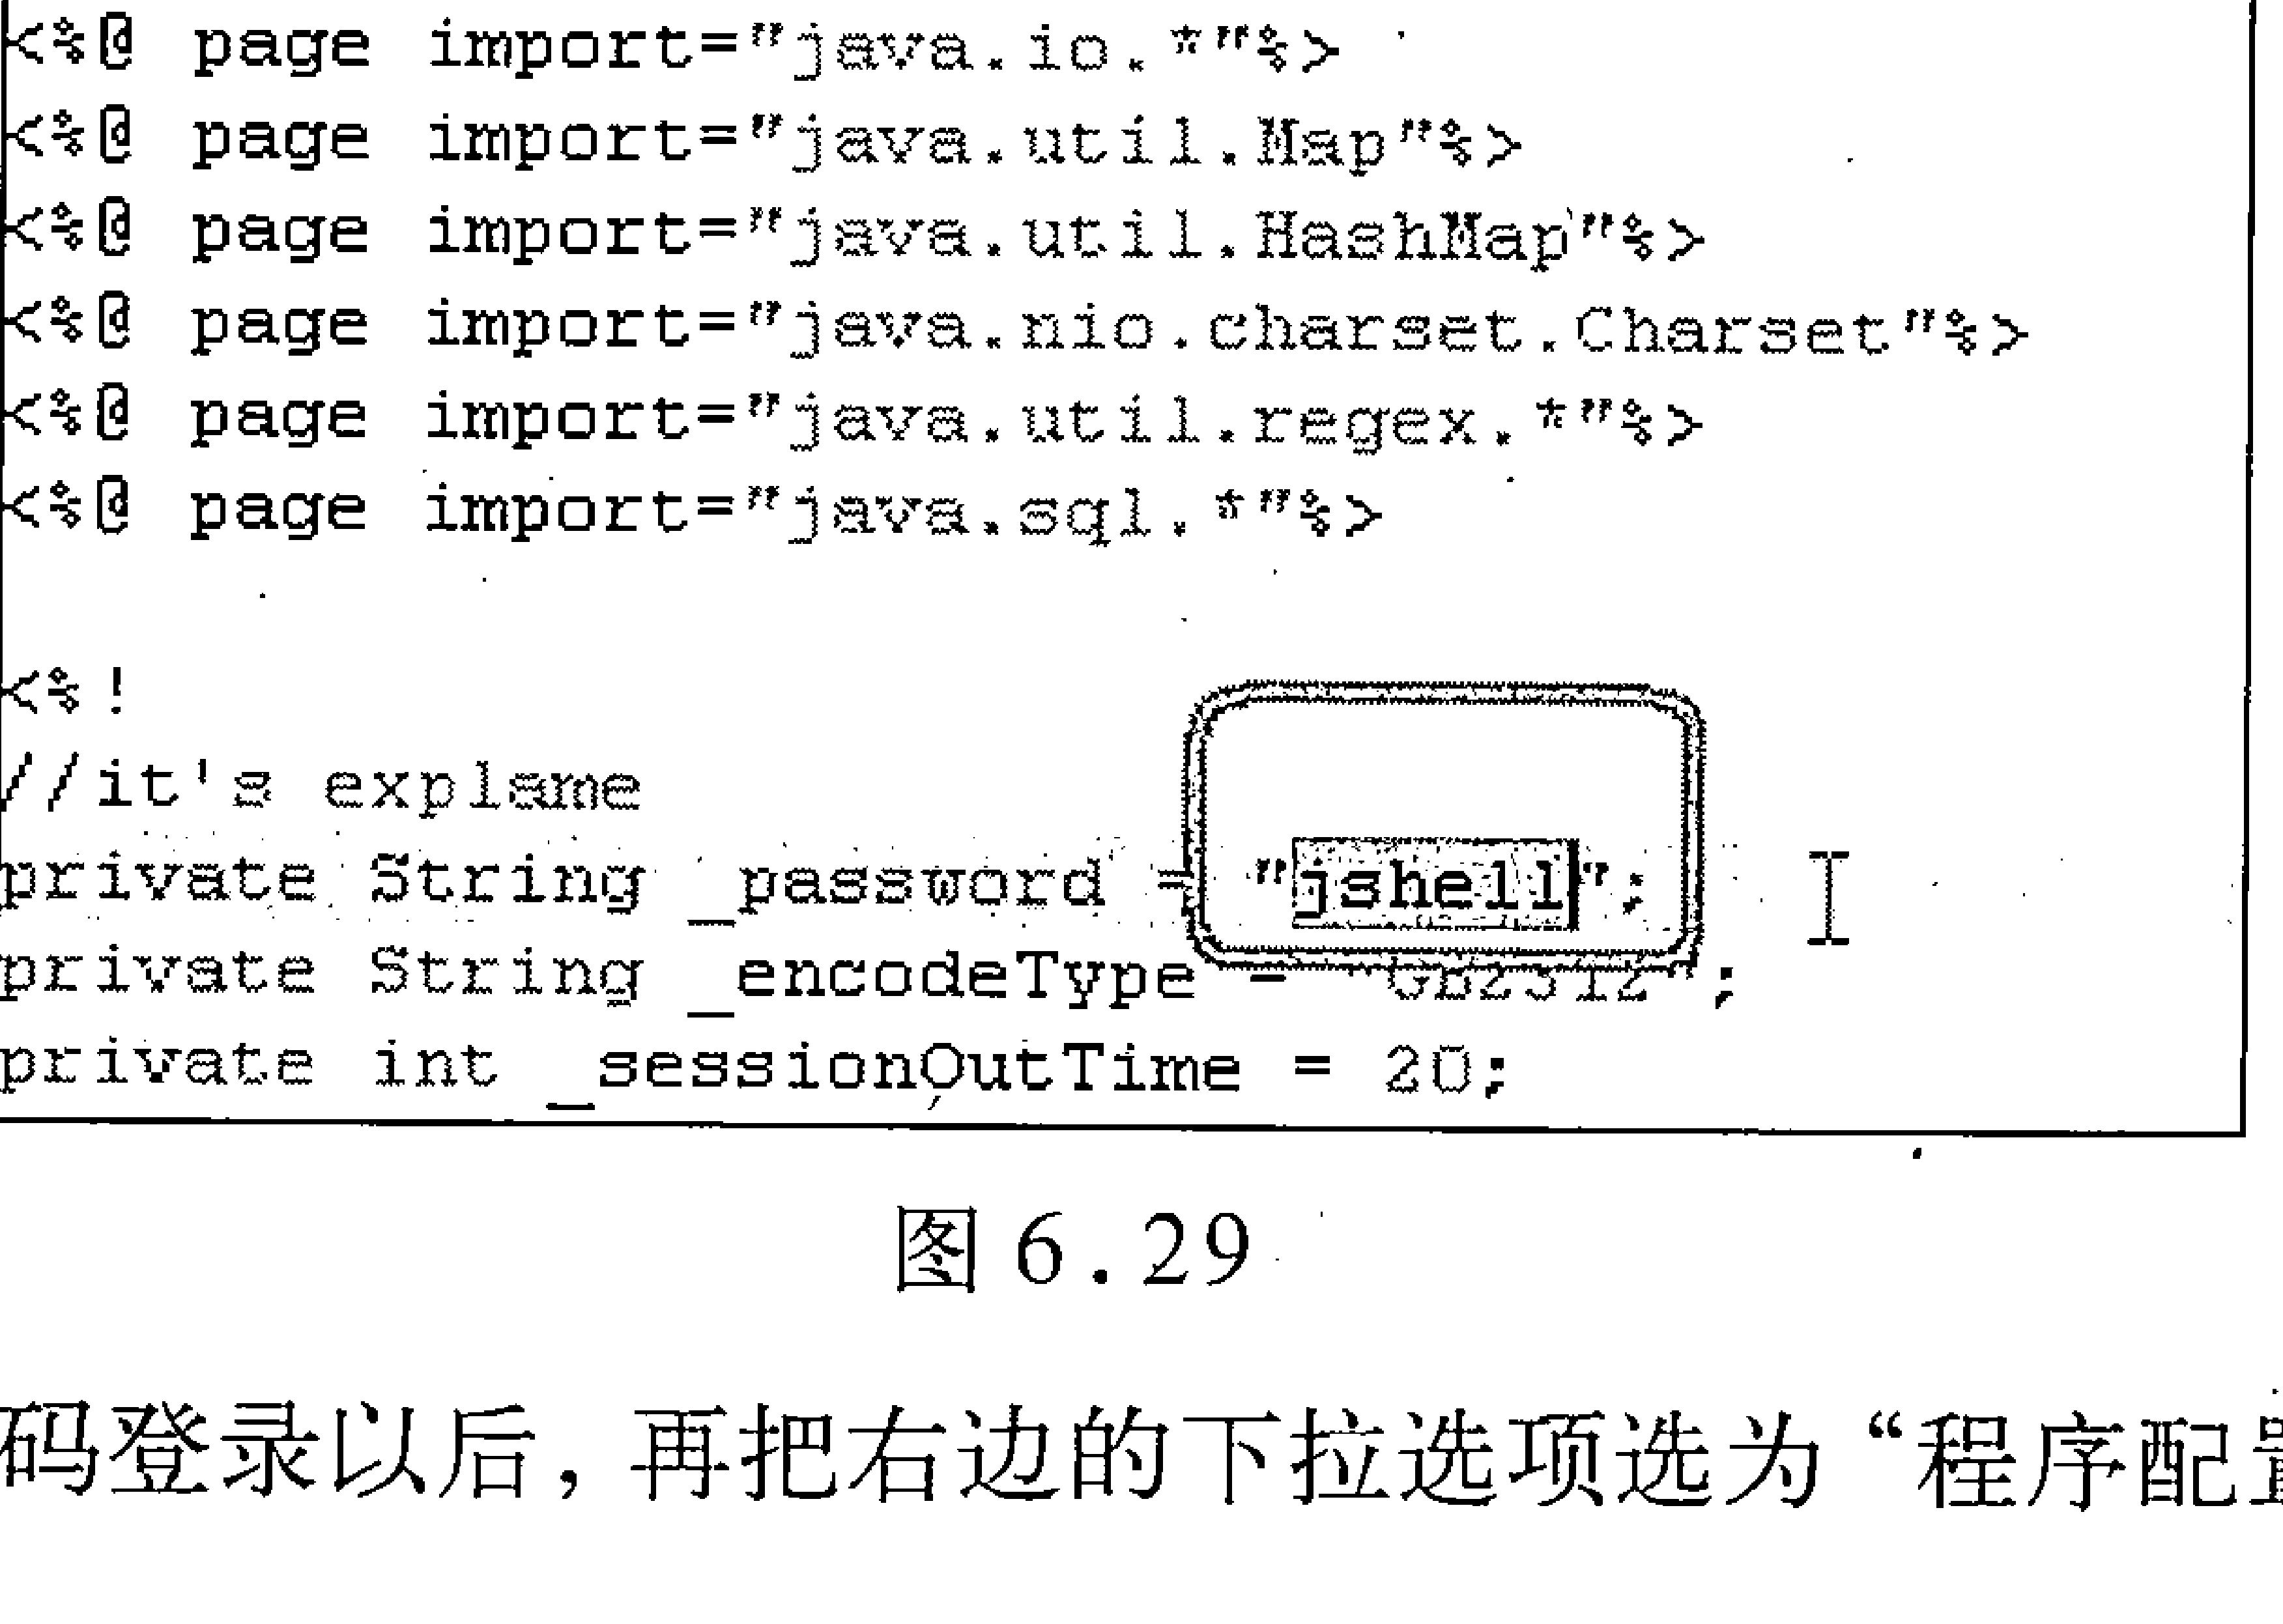 <%@ page import="java.io.*"%>
<%@ page import="java.util.Map"%>
<%@ page import="java.util.HashMap"%>
<%@ page import="java.nio.charset.Charset"%>
<%@ page import="java.util.regex.*"%>
<%@ page import="java.sql.*"%>
<%!
//it's explame
private String _password = "jshell";
private String _encodeType = "GB2312";
private int _sessionOutTime = 20;
图 6.29
码登录以后，再把右边的下拉选项选为“程序配置